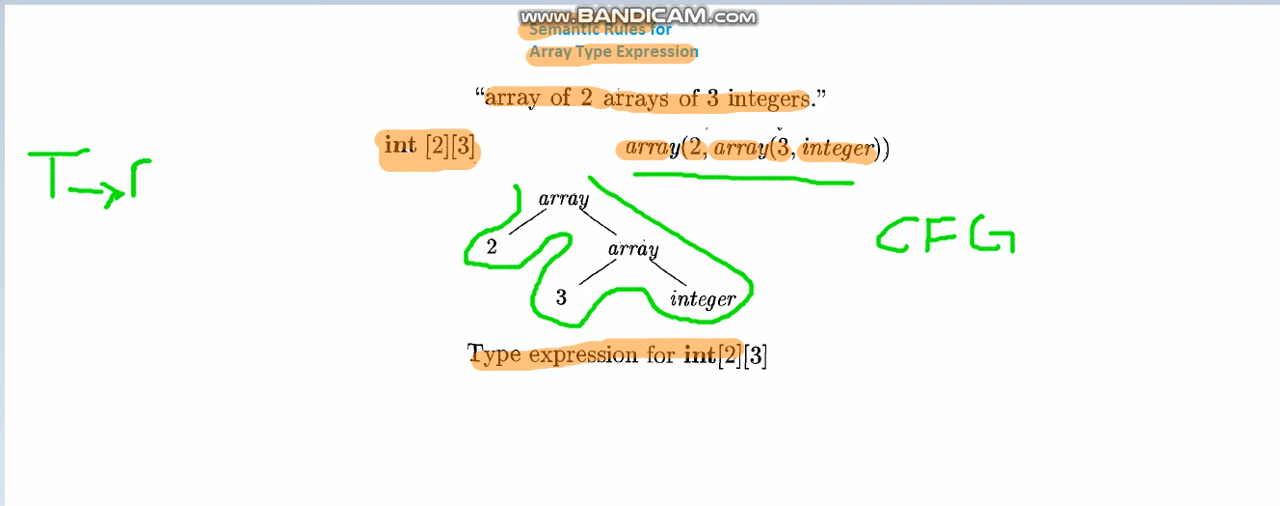 www.BANDICAM.com
Semantic Rules for
Array Type Expression
“array of 2 arrays of 3 integers.”
int [2][3]
array(2, array(3, integer))
T→r
array
2
array
CFG
3
integer
Type expression for int[2][3]